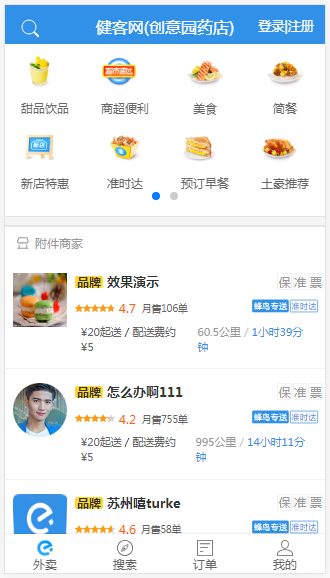 健客网(创意园药店) 登录|注册
甜品饮品 商超便利 美食 简餐
新店特惠 准时达 预订早餐 土豪推荐
附件商家
品牌 效果演示 保 准 票
4.7 月售106单 蜂鸟专送 准时达
¥20起送 / 配送费约 60.5公里 / 1小时39分
¥5 钟
品牌 怎么办啊111 保 准 票
4.2 月售755单 蜂鸟专送 准时达
¥20起送 / 配送费约 995公里 / 14小时11分
¥5 钟
品牌 苏州嘻turke 保 准 票
4.6 月售58单 蜂鸟专送 准时达
外卖 搜索 订单 我的